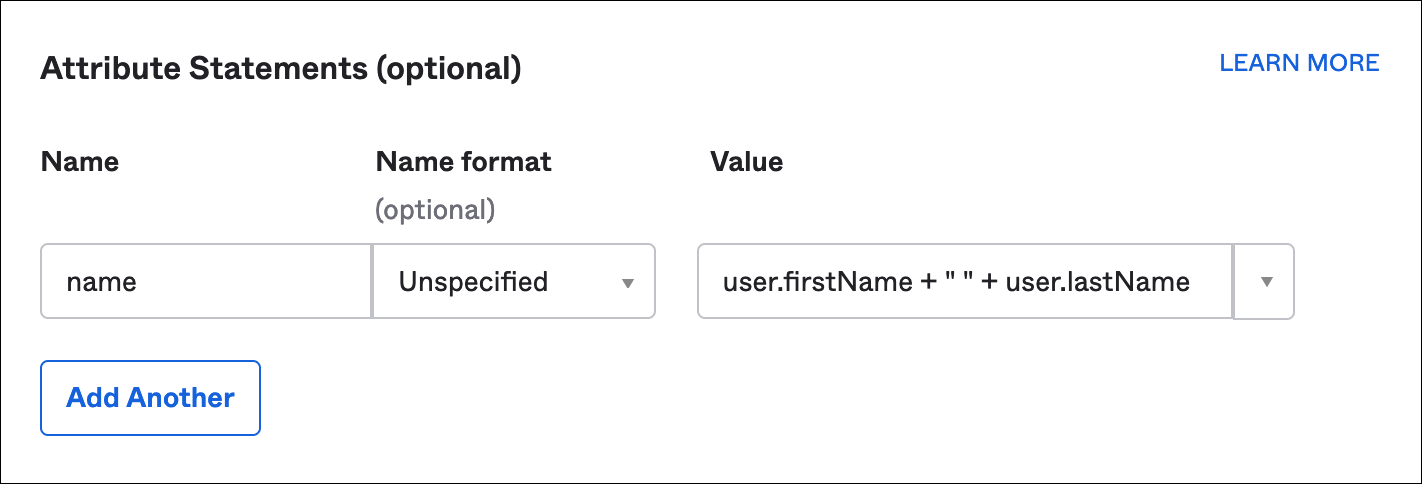 Attribute Statements (optional)
LEARN MORE
Name
Name format
(optional)
Value
name
Unspecified
user.firstName + " " + user.lastName
Add Another